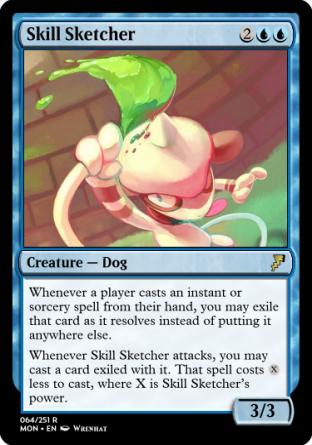 Skill Sketcher 2
Creature — Dog
Whenever a player casts an instant or
sorcery spell from their hand, you may exile
that card as it resolves instead of putting it
anywhere else.
Whenever Skill Sketcher attacks, you may
cast a card exiled with it. That spell costs X
less to cast, where X is Skill Sketcher's
power.
3/3
064/251 R
MON • EN WRENHAT